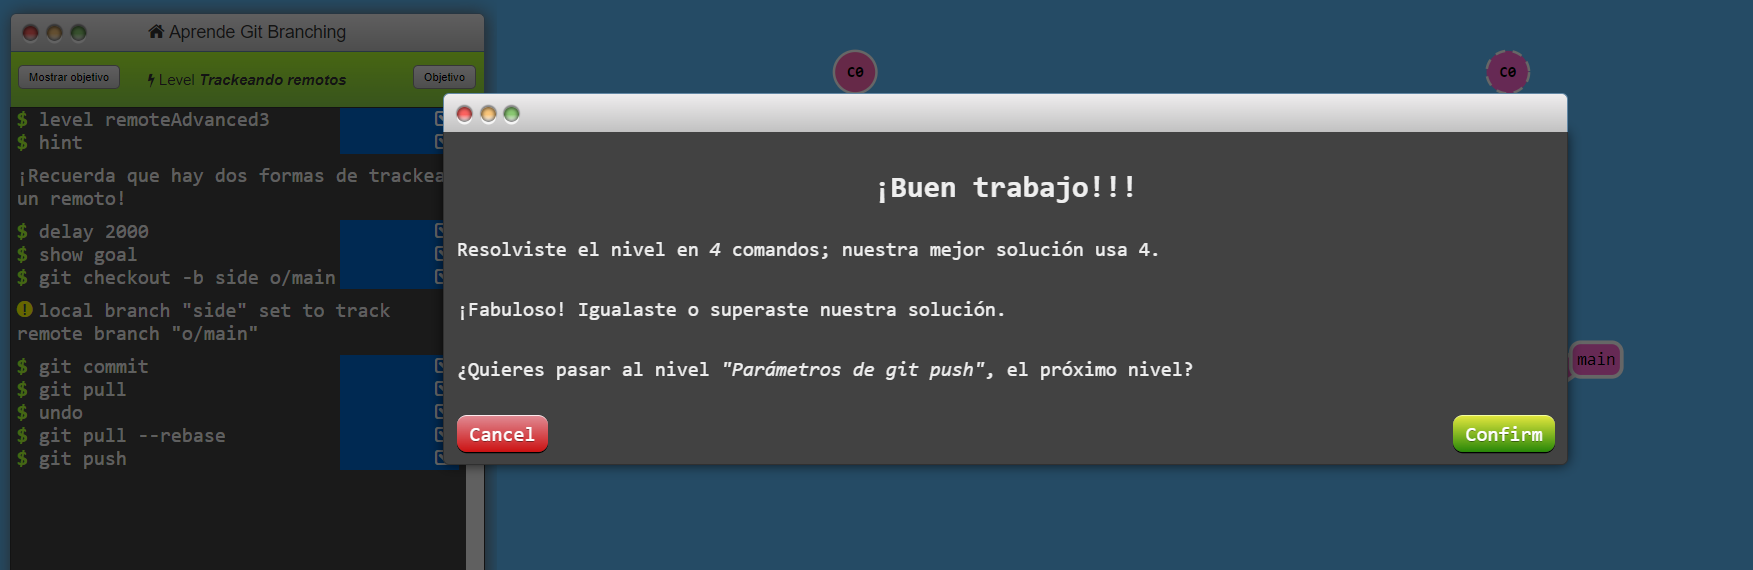 Aprende Git Branching
Mostrar objetivo
Level Trackeando remotos
Objetivo
$ level remoteAdvanced3
$ hint
¡Recuerda que hay dos formas de trackea
un remoto!
$ delay 2000
$ show goal
$ git checkout -b side o/main
local branch "side" set to track
remote branch "o/main"
$ git commit
$ git pull
$ undo
$ git pull --rebase
$ git push
C0
C0
¡Buen trabajo!!!
Resolviste el nivel en 4 comandos; nuestra mejor solución usa 4.
¡Fabuloso! Igualaste o superaste nuestra solución.
¿Quieres pasar al nivel "Parámetros de git push", el próximo nivel?
Cancel
Confirm
main